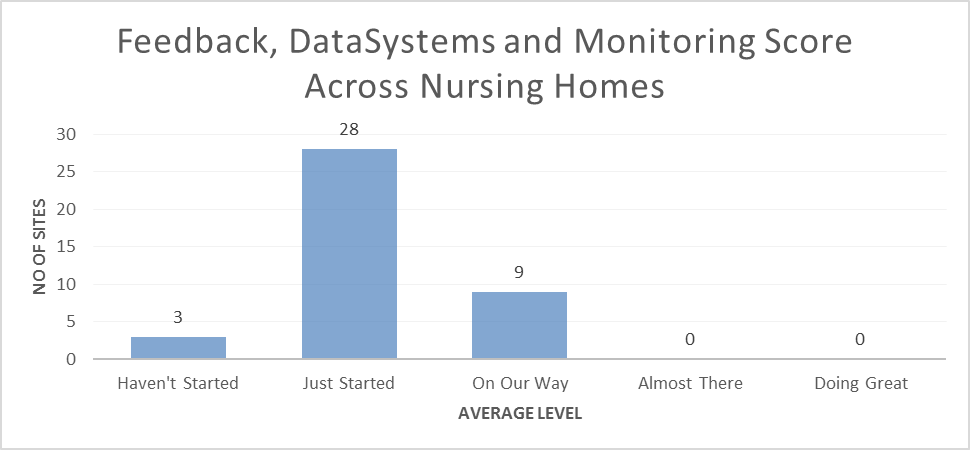 Feedback, DataSystems and Monitoring Score
Across Nursing Homes
NO OF SITES
30
25
20
15
10
5
0
3
28
9
0
0
Haven't Started
Just Started
On Our Way
Almost There
Doing Great
AVERAGE LEVEL